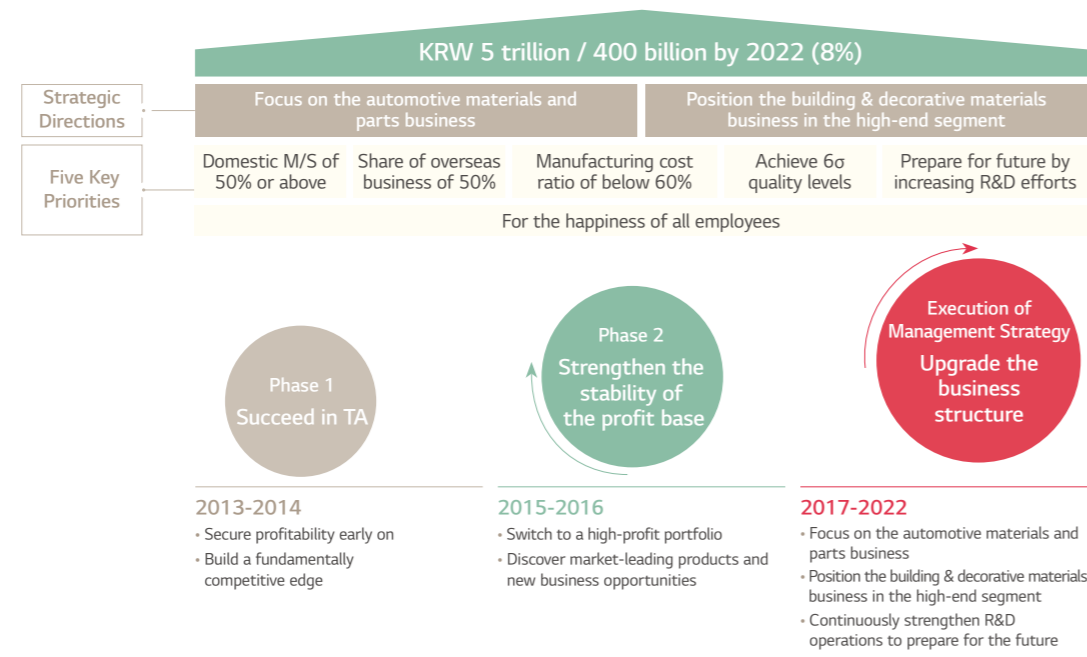 KRW 5 trillion / 400 billion by 2022 (8%)
Strategic
Directions
Focus on the automotive materials and
parts business
Position the building & decorative materials
business in the high-end segment
Five Key
Priorities
Domestic M/S of
50% or above
Share of overseas
business of 50%
Manufacturing cost
ratio of below 60%
Achieve 6σ
quality levels
Prepare for future by
increasing R&D efforts
For the happiness of all employees
Phase 1
Succeed in TA
Phase 2
Strengthen the
stability of
the profit base
Execution of
Management Strategy
Upgrade the
business
structure
2013-2014
• Secure profitability early on
• Build a fundamentally
competitive edge
2015-2016
• Switch to a high-profit portfolio
• Discover market-leading products and
new business opportunities
2017-2022
• Focus on the automotive materials and
parts business
• Position the building & decorative materials
business in the high-end segment
• Continuously strengthen R&D
operations to prepare for the future